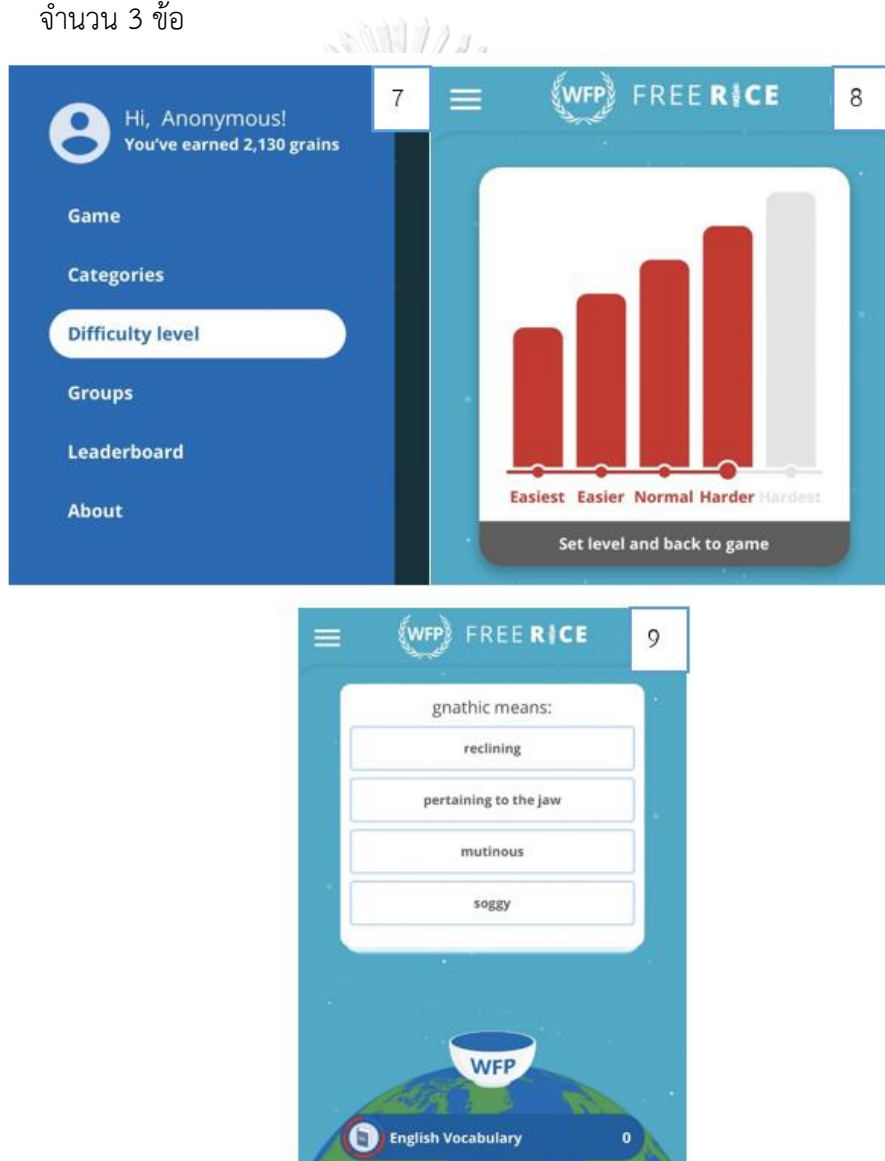 จำนวน 3 ข้อ
7
Hi, Anonymous!
You've earned 2,130 grains
Game
Categories
Difficulty level
Groups
Leaderboard
About
8
WFP FREE RICE
Easiest Easier Normal Harder Hardest
Set level and back to game
9
WFP FREE RICE
gnathic means:
reclining
pertaining to the jaw
mutinous
soggy
WFP
English Vocabulary 0